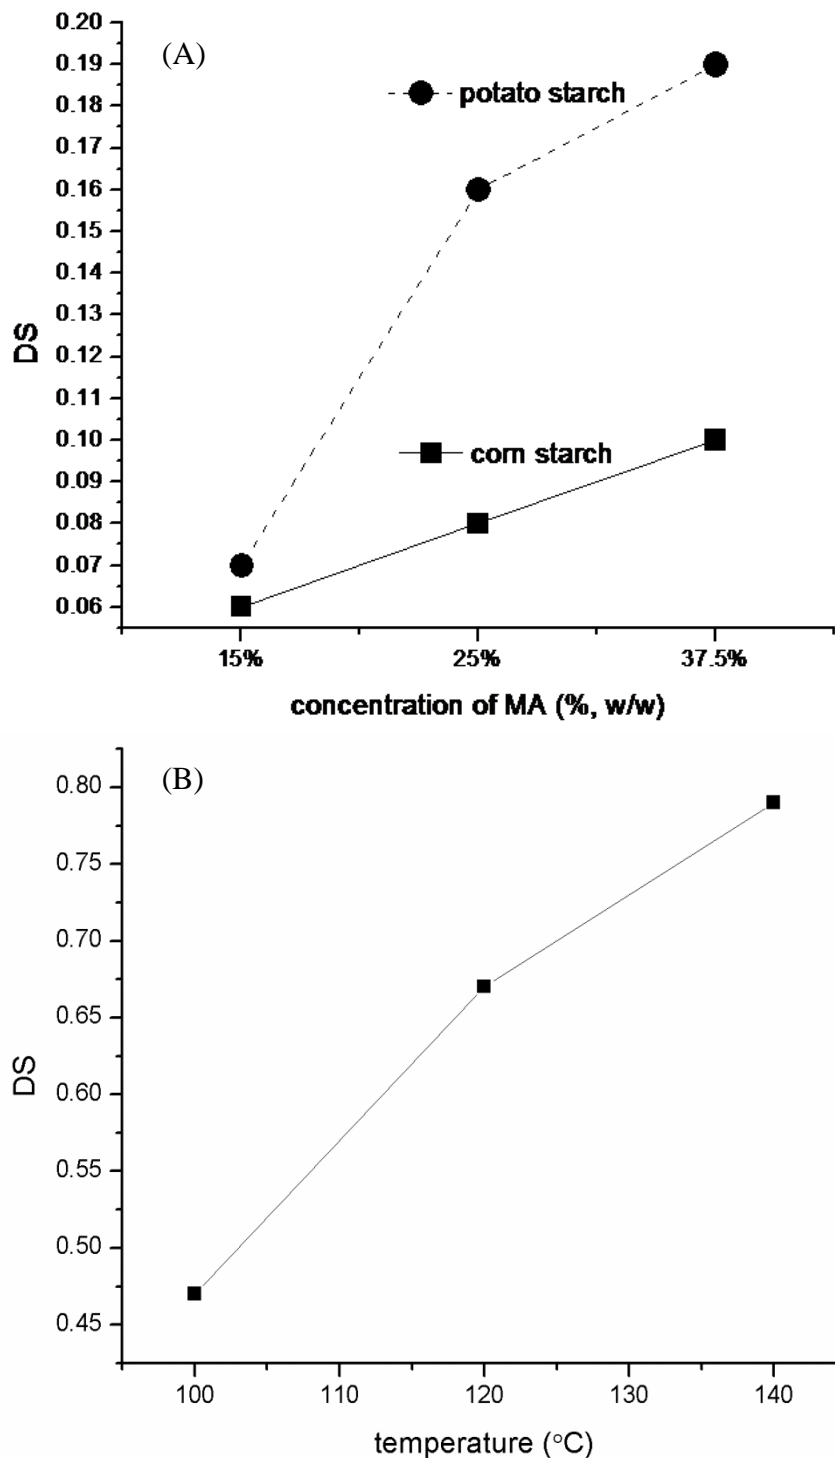 0.20
(A)
0.19
potato starch
0.18
0.17
0.16
0.15
0.14
0.13
DS
0.12
0.11
0.10
corn starch
0.09
0.08
0.07
0.06
15% 25% 37.5%
concentration of MA (%, w/w)
(B)
0.80
0.75
0.70
0.65
DS
0.60
0.55
0.50
0.45
100 110 120 130 140
temperature (°C)